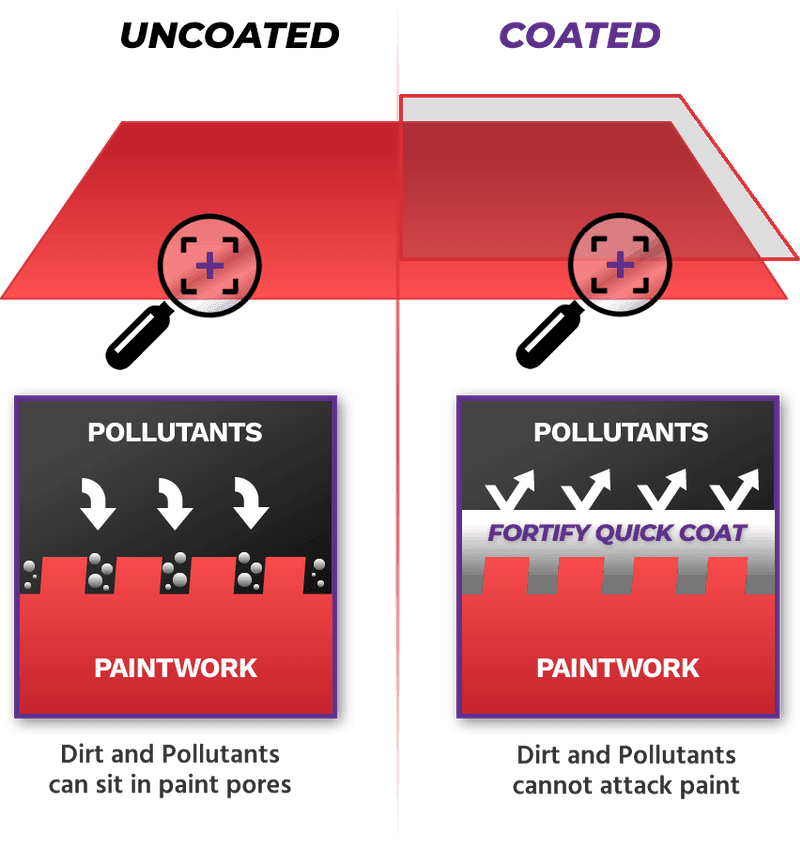 UNCOATED
COATED
POLLUTANTS
PAINTWORK
Dirt and Pollutants
can sit in paint pores
POLLUTANTS
FORTIFY QUICK COAT
PAINTWORK
Dirt and Pollutants
cannot attack paint